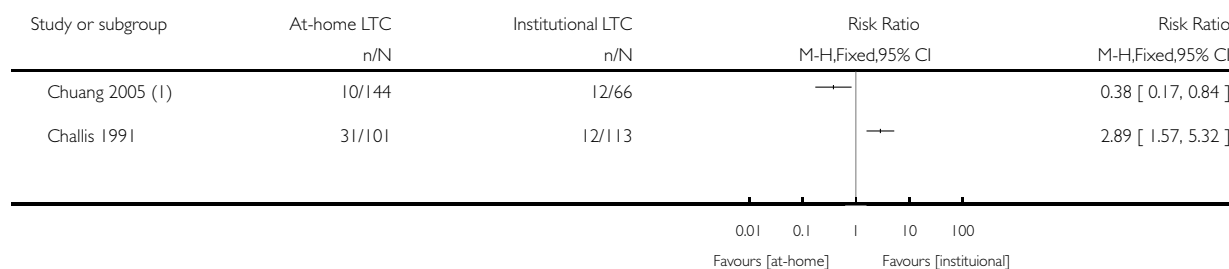 Study or subgroup At-home LTC Institutional LTC Risk Ratio Risk Ratio
n/N n/N M-H,Fixed,95% CI M-H,Fixed,95% CI
Chuang 2005 (1) 10/144 12/66 0.38 [ 0.17, 0.84 ]
Challis 1991 31/101 12/113 2.89 [ 1.57, 5.32 ]
0.01 0.1 1 10 100
Favours [at-home] Favours [instituional]